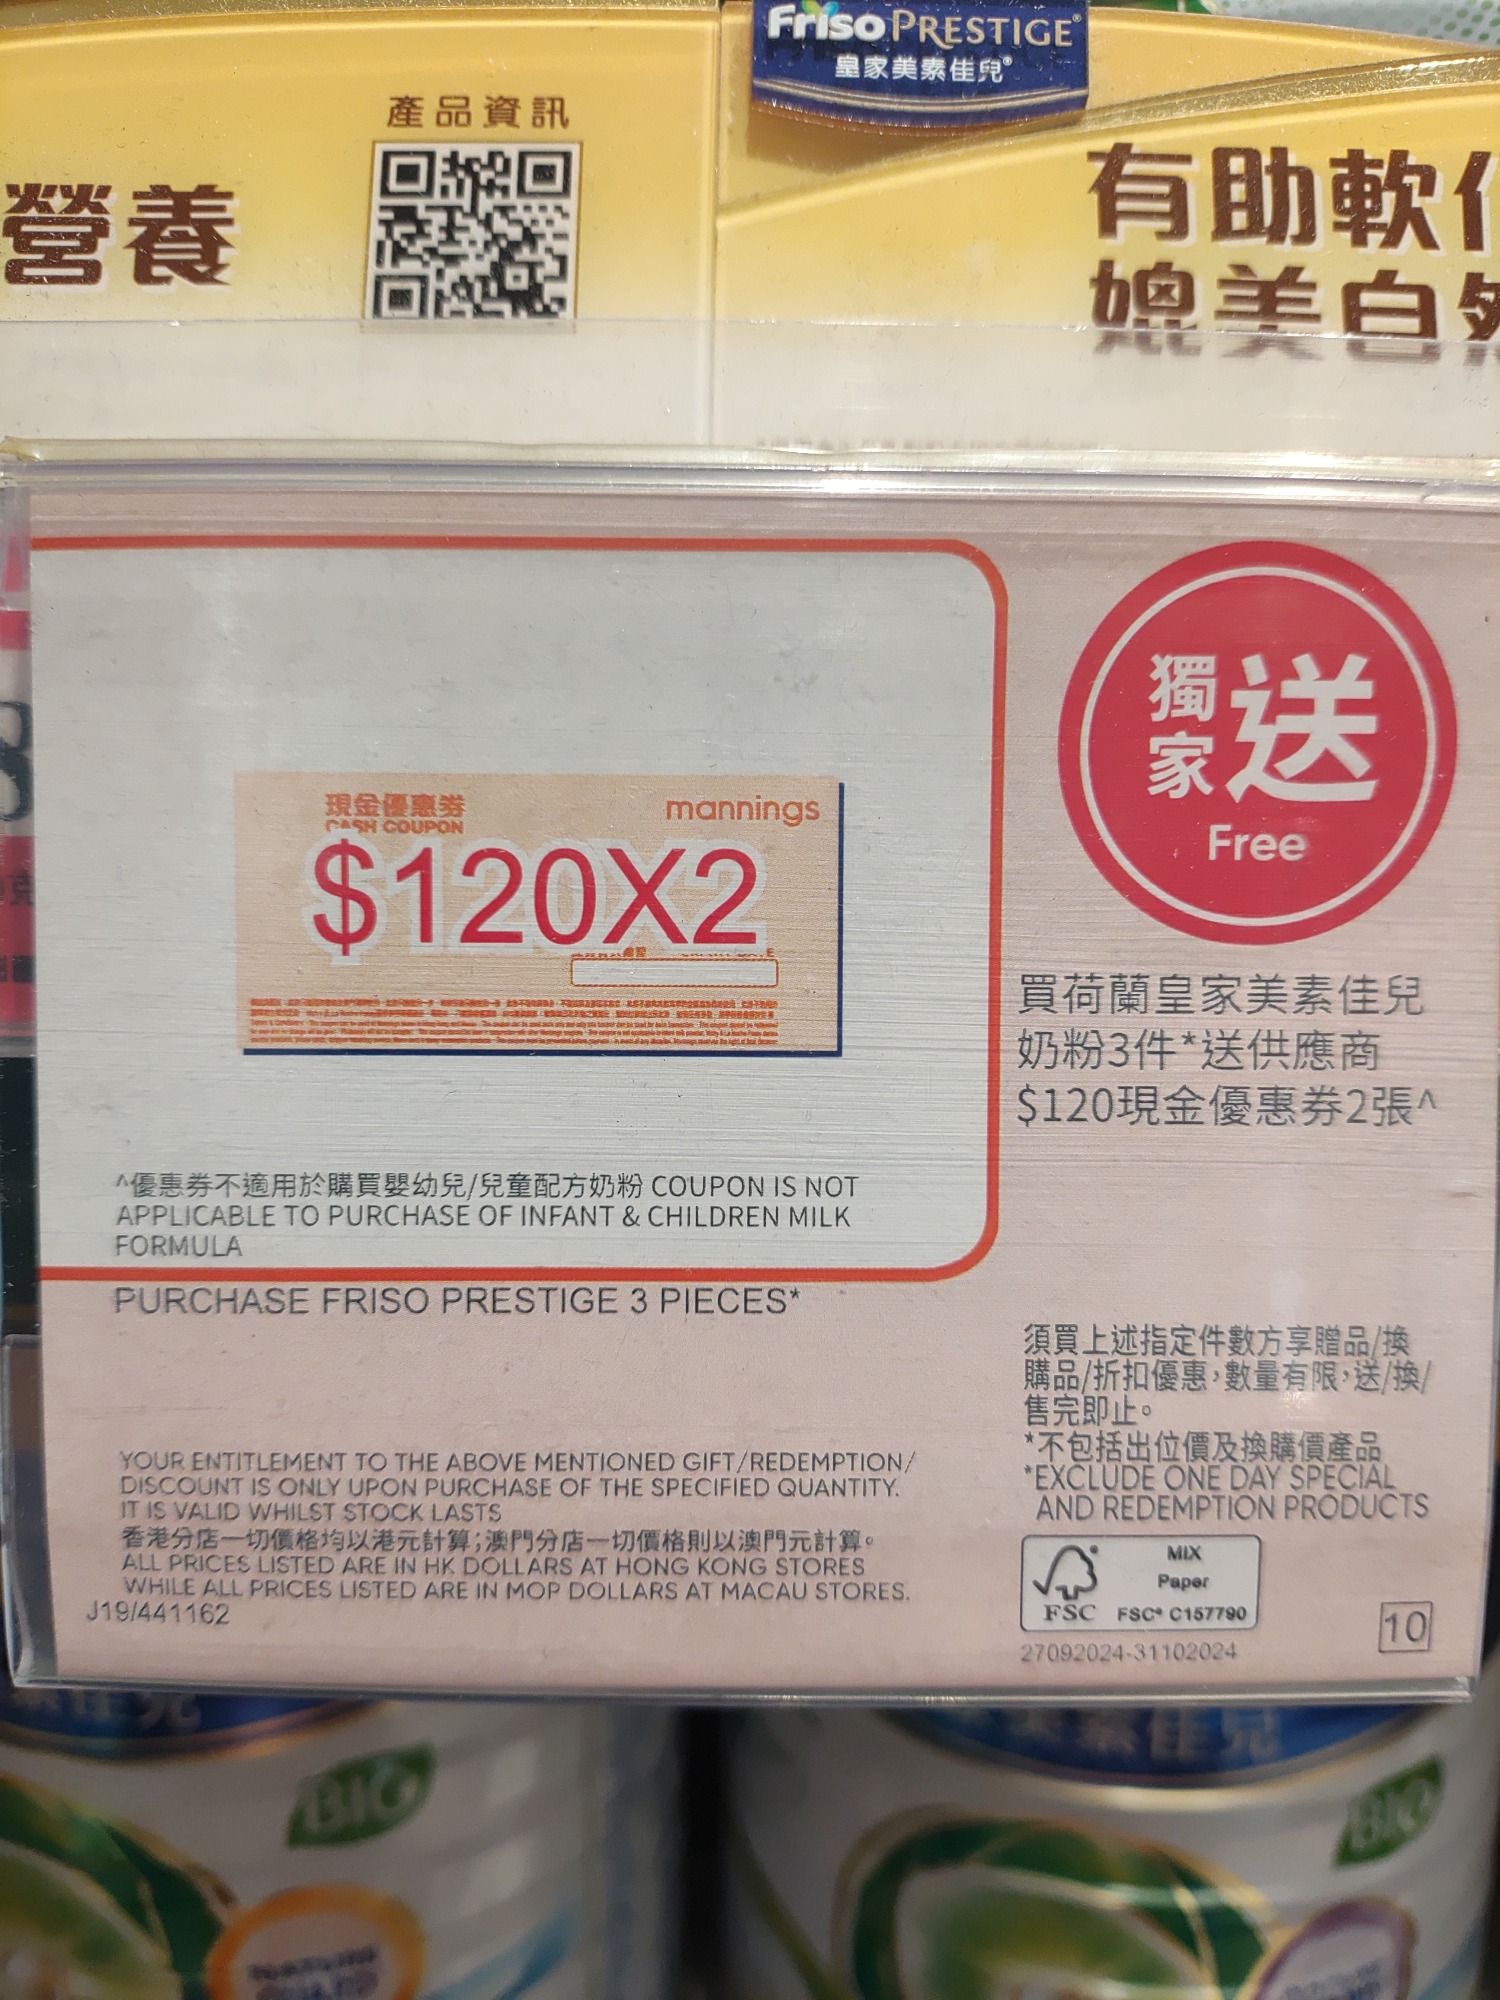 Friso PRESTIGE®
皇家美素佳兒®
產品資訊
營養
有助軟
媲美自
獨家送
Free
現金優惠券
CASH COUPON
mannings
$120X2
買荷蘭皇家美素佳兒
奶粉3件*送供應商
$120現金優惠券2張^
^優惠券不適用於購買嬰幼兒/兒童配方奶粉 COUPON IS NOT
APPLICABLE TO PURCHASE OF INFANT & CHILDREN MILK
FORMULA
PURCHASE FRISO PRESTIGE 3 PIECES*
須買上述指定件數方享贈品/換
購品/折扣優惠,數量有限,送/換/
售完即止。
*不包括出位價及換購價產品
*EXCLUDE ONE DAY SPECIAL
AND REDEMPTION PRODUCTS
YOUR ENTITLEMENT TO THE ABOVE MENTIONED GIFT/REDEMPTION/
DISCOUNT IS ONLY UPON PURCHASE OF THE SPECIFIED QUANTITY.
IT IS VALID WHILST STOCK LASTS
香港分店一切價格均以港元計算;澳門分店一切價格則以澳門元計算。
ALL PRICES LISTED ARE IN HK DOLLARS AT HONG KONG STORES
WHILE ALL PRICES LISTED ARE IN MOP DOLLARS AT MACAU STORES.
J19/441162
MIX
Paper
FSC FSC® C157790
27092024-31102024
10
素佳兒
美素佳兒
BIO
BIO